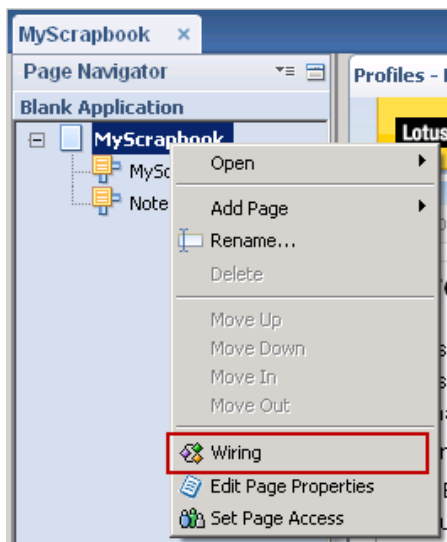 MyScrapbook
Page Navigator
Profiles -
Blank Application
MyScrapbook
Lotus
MySc
Note
Open
Add Page
Rename...
Delete
Move Up
Move Down
Move In
Move Out
Wiring
Edit Page Properties
Set Page Access